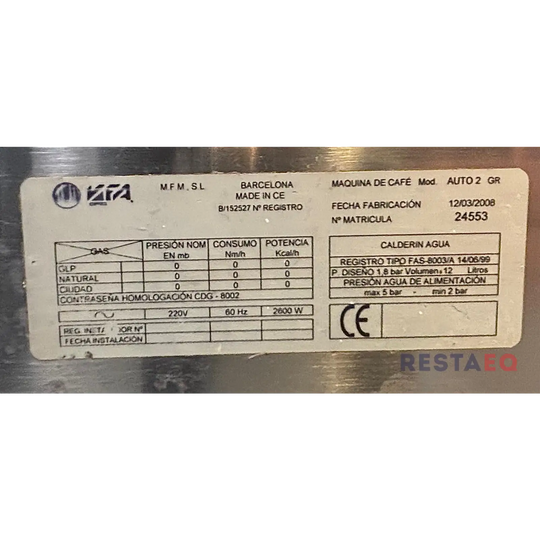 VIFA
M.F.M., S.L
BARCELONA
MADE IN CE
B/152527 Nº REGISTRO
MAQUINA DE CAFÉ Mod. AUTO 2 GR
FECHA FABRICACIÓN 12/03/2008
Nº MATRICULA 24553
GAS PRESIÓN NOM EN mb CONSUMO Nm/h POTENCIA Kcal/h
GLP 0 0 0
NATURAL 0 0 0
CIUDAD 0 0 0
CONTRASEÑA HOMOLOGACIÓN CDG - 8002
220V 60 Hz 2600 W
REG. INSTALADOR Nº
FECHA INSTALACIÓN
CALDERIN AGUA
REGISTRO TIPO FAS-8003/A 14/06/99
P. DISEÑO 1,8 bar Volumen 12 Litros
PRESIÓN AGUA DE ALIMENTACIÓN
max 5 bar - min 2 bar
CE
RESTAEQ